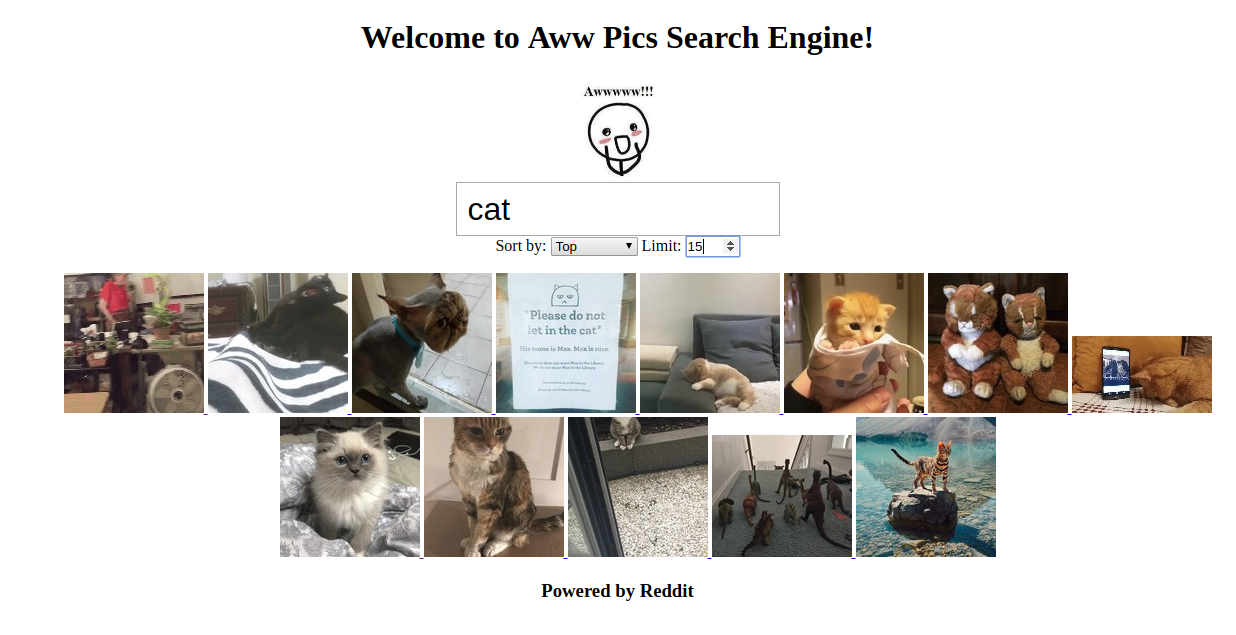 Welcome to Aww Pics Search Engine!
Awwwww!!!
cat
Sort by: Top Limit: 15
*Please do not
let in the cat*
His name is Max. Max is nice.
Powered by Reddit